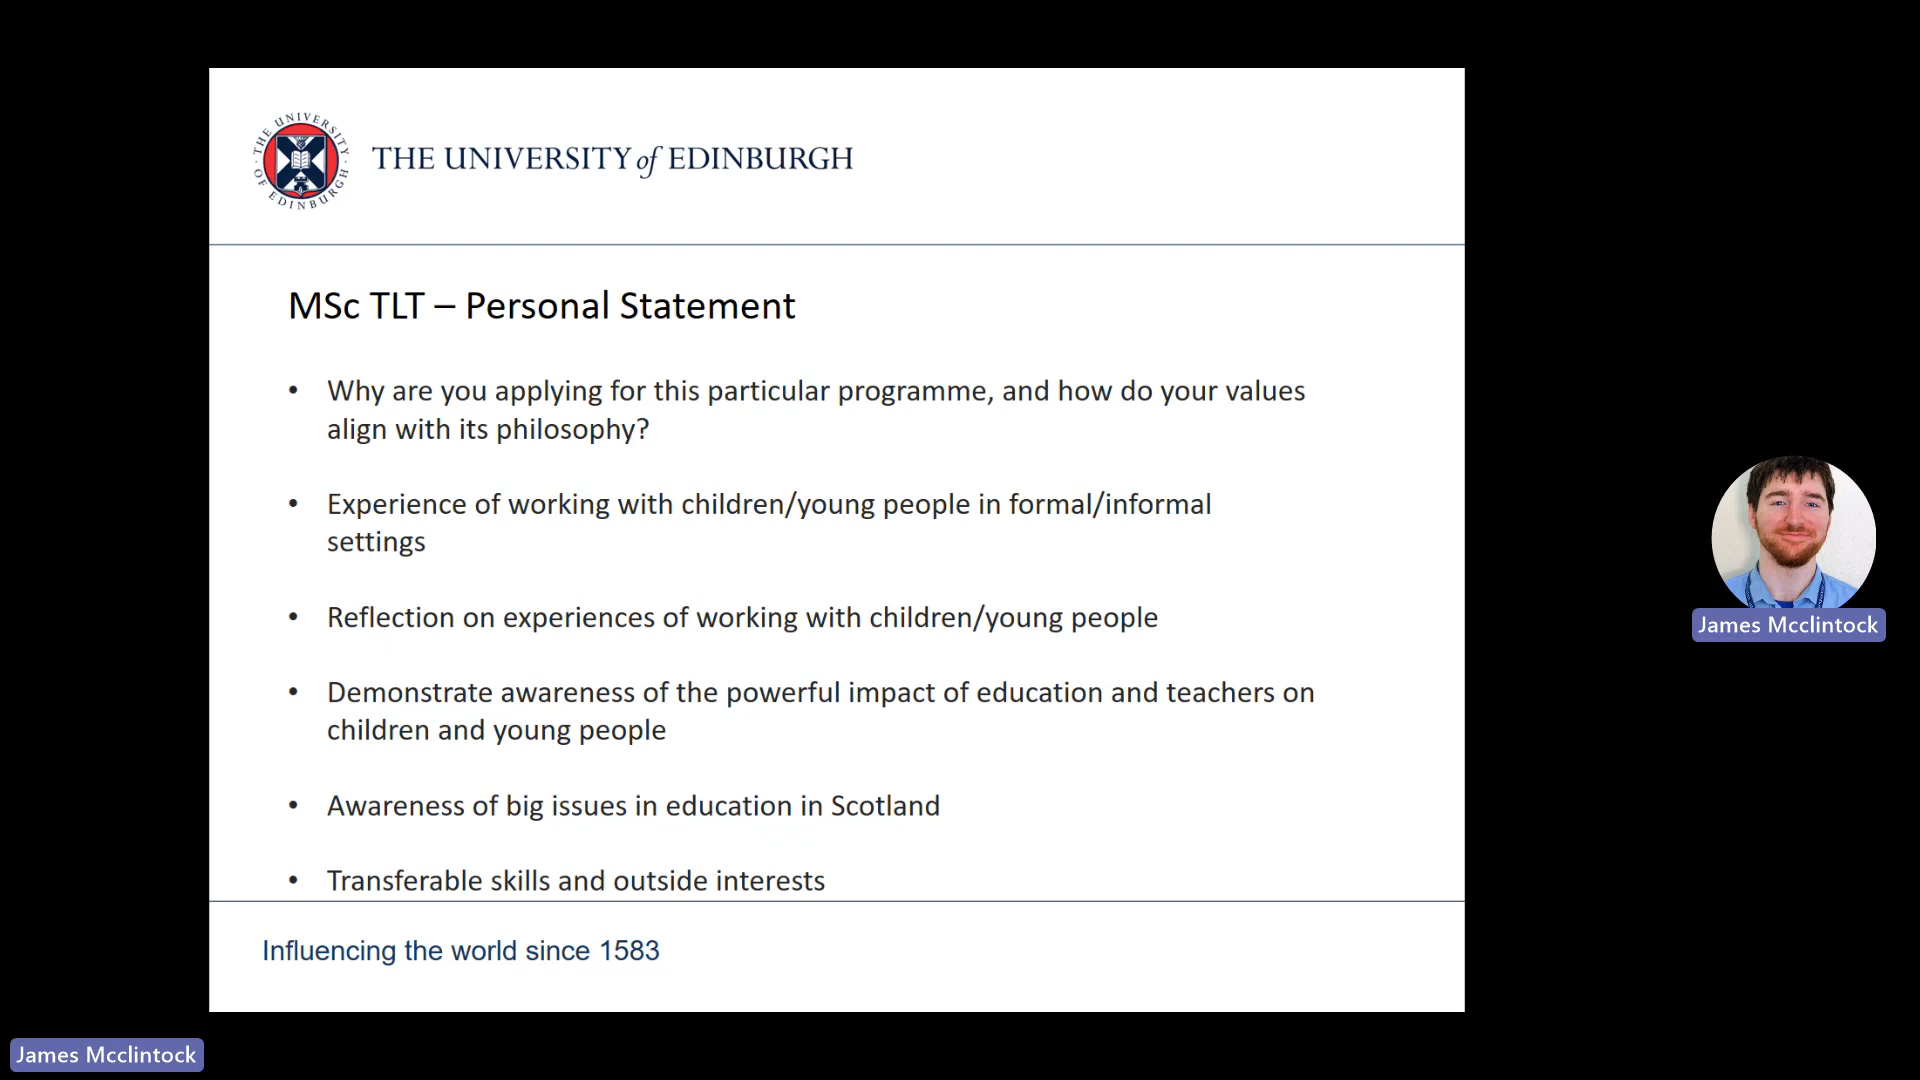 THE UNIVERSITY OF EDINBURGH
THE UNIVERSITY of EDINBURGH
MSc TLT – Personal Statement
• Why are you applying for this particular programme, and how do your values
align with its philosophy?
• Experience of working with children/young people in formal/informal
settings
• Reflection on experiences of working with children/young people
• Demonstrate awareness of the powerful impact of education and teachers on
children and young people
• Awareness of big issues in education in Scotland
• Transferable skills and outside interests
Influencing the world since 1583
James Mcclintock
James Mcclintock